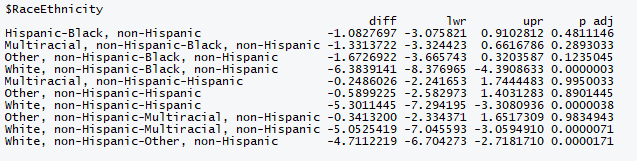 $RaceEthnicity
diff lwr upr p adj
Hispanic-Black, non-Hispanic -1.0827697 -3.075821 0.9102812 0.4811146
Multiracial, non-Hispanic-Black, non-Hispanic -1.3313722 -3.324423 0.6616786 0.2893033
Other, non-Hispanic-Black, non-Hispanic -1.6726922 -3.665743 0.3203587 0.1235045
White, non-Hispanic-Black, non-Hispanic -6.3839141 -8.376965 -4.3908633 0.0000003
Multiracial, non-Hispanic-Hispanic -0.2486026 -2.241653 1.7444483 0.9950033
Other, non-Hispanic-Hispanic -0.5899225 -2.582973 1.4031283 0.8901445
White, non-Hispanic-Hispanic -5.3011445 -7.294195 -3.3080936 0.0000038
Other, non-Hispanic-Multiracial, non-Hispanic -0.3413200 -2.334371 1.6517309 0.9834943
White, non-Hispanic-Multiracial, non-Hispanic -5.0525419 -7.045593 -3.0594910 0.0000071
White, non-Hispanic-Other, non-Hispanic -4.7112219 -6.704273 -2.7181710 0.0000171